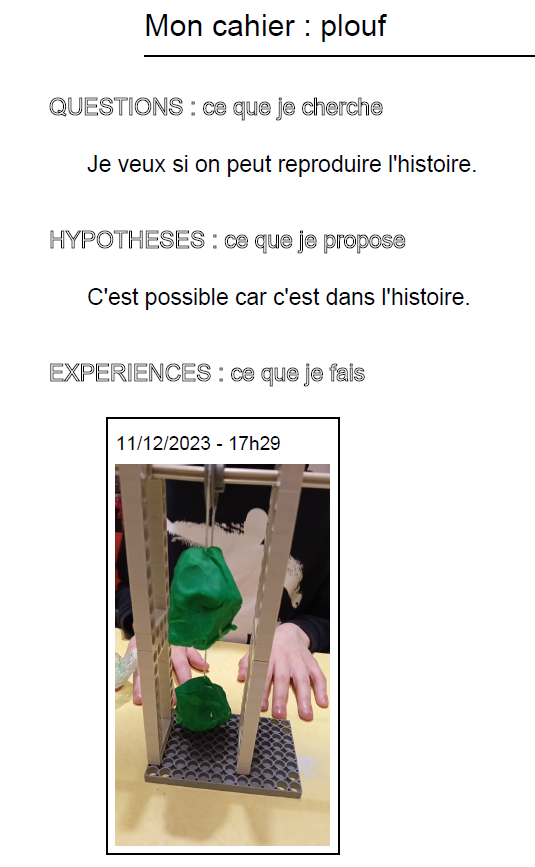 Mon cahier : plouf
QUESTIONS : ce que je cherche
Je veux si on peut reproduire l'histoire.
HYPOTHESES : ce que je propose
C'est possible car c'est dans l'histoire.
EXPERIENCES : ce que je fais
11/12/2023 - 17h29